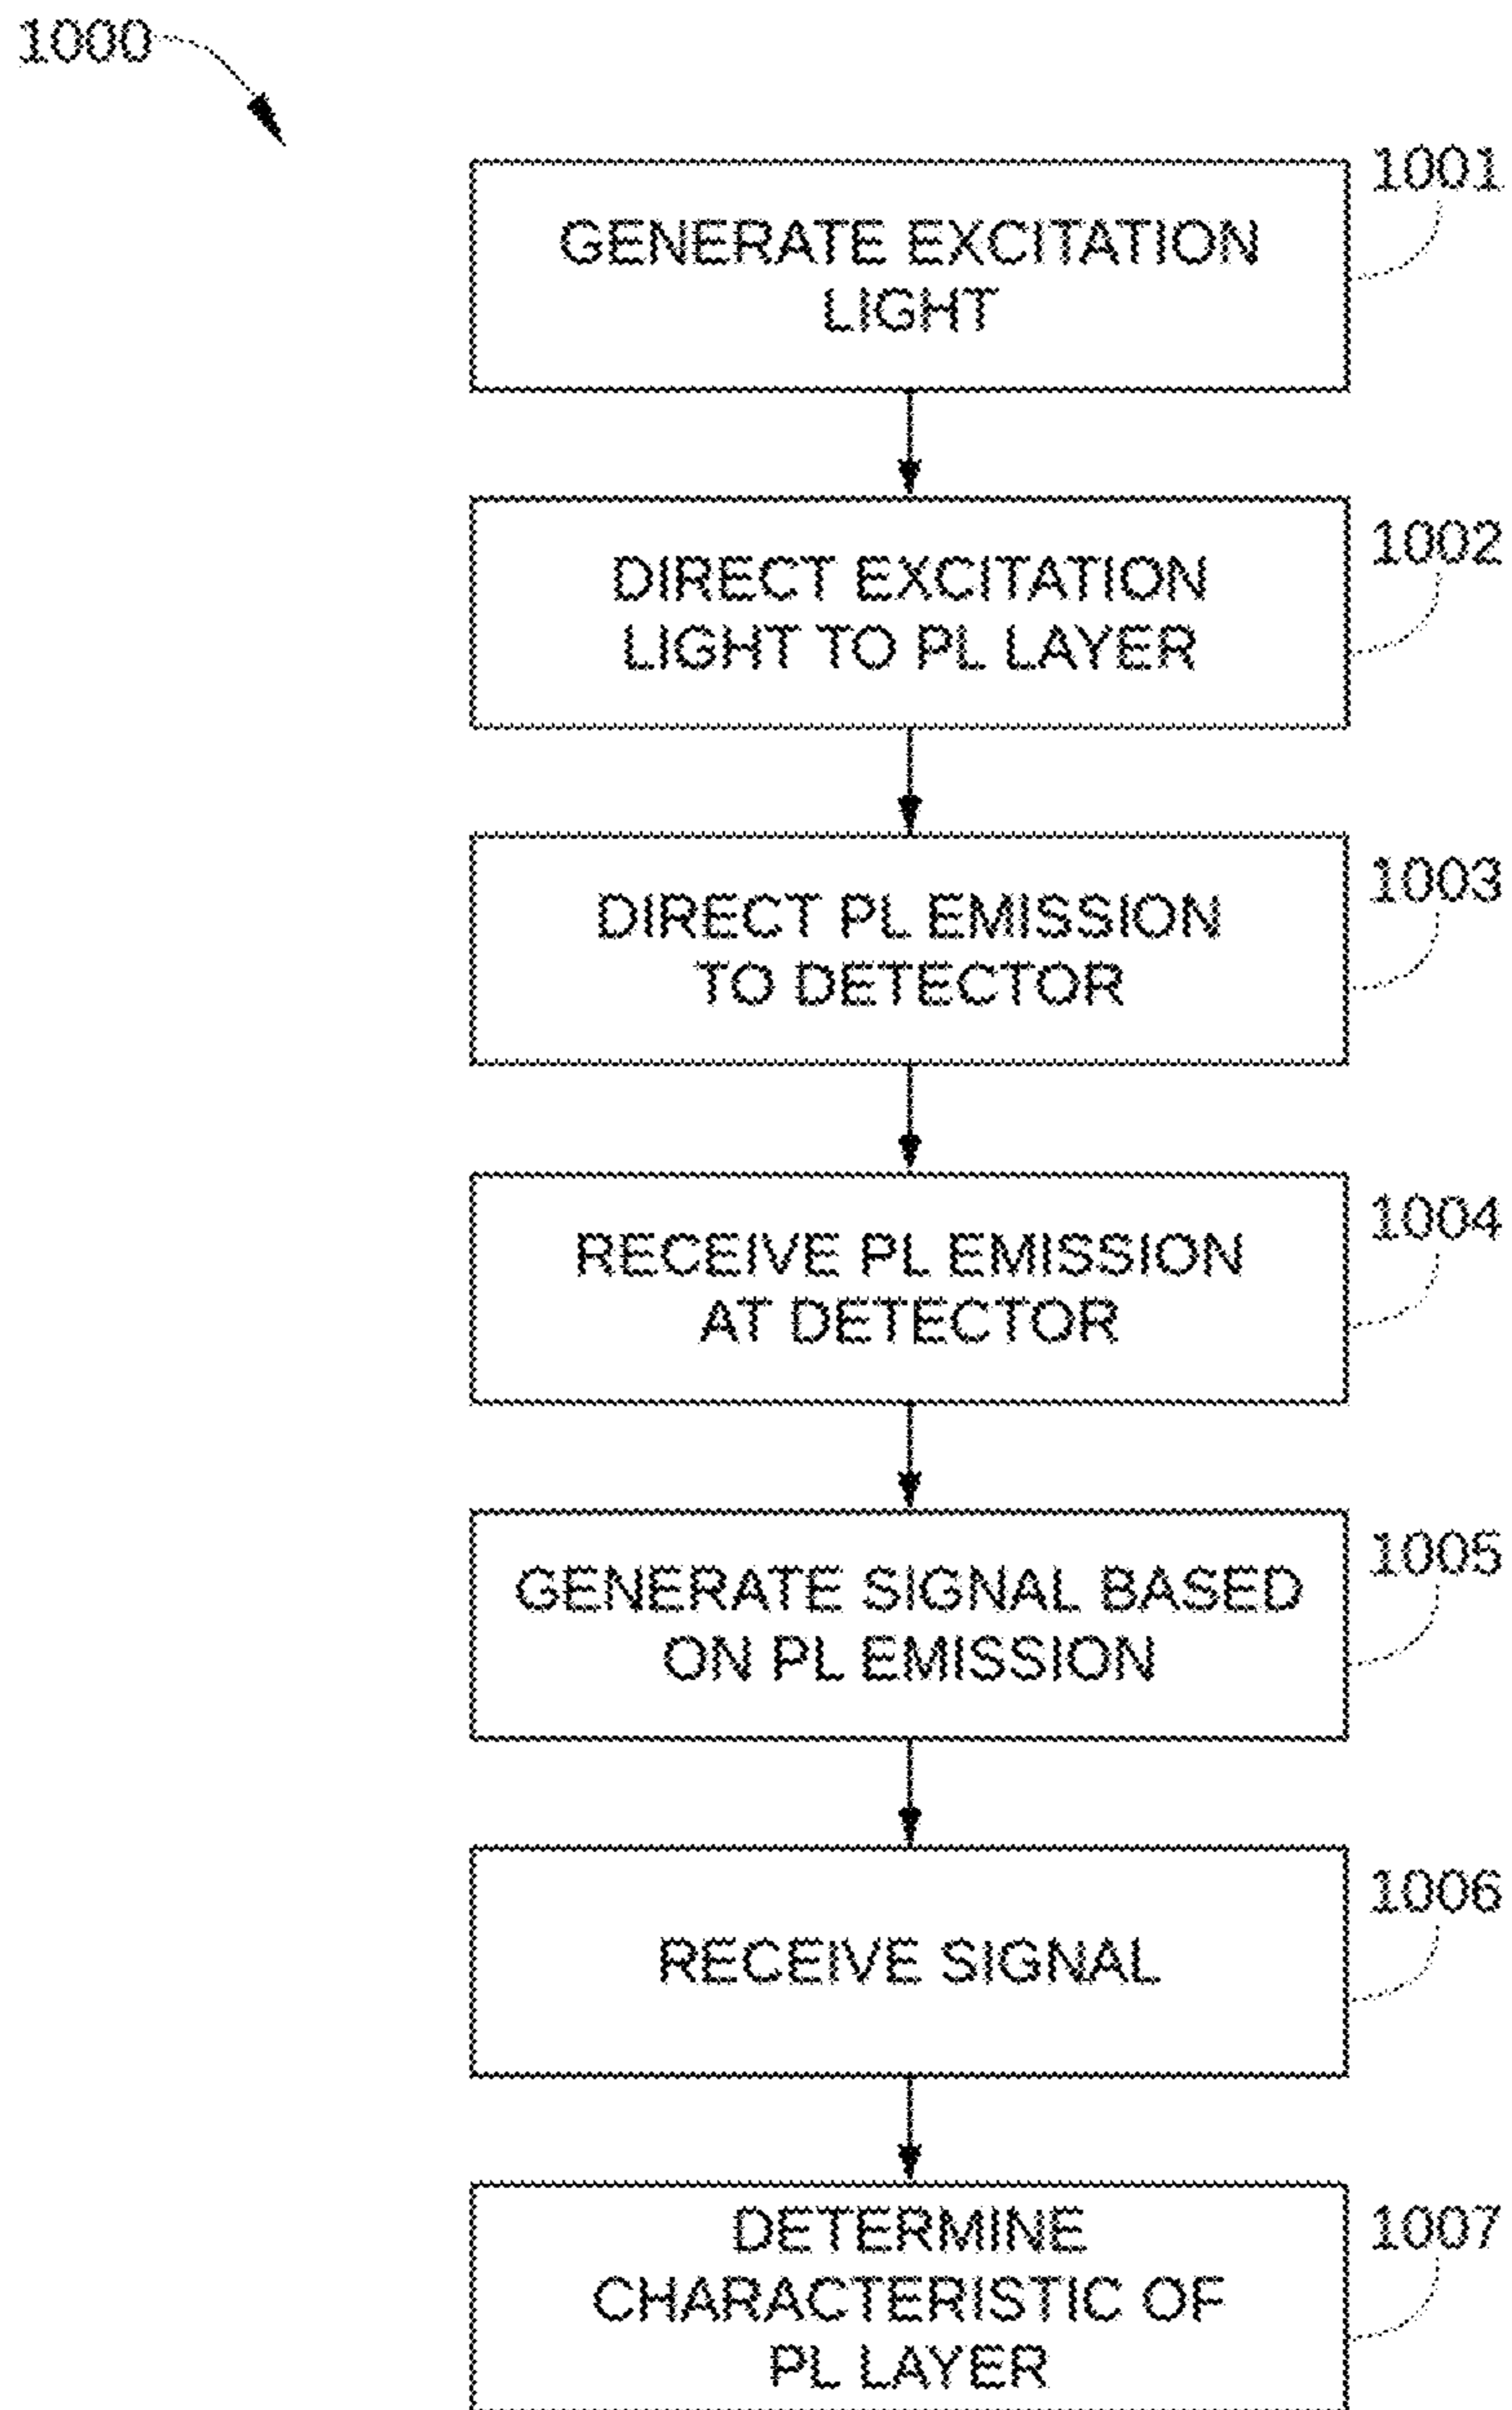 1000
1001
GENERATE EXCITATION
LIGHT
1002
DIRECT EXCITATION
LIGHT TO PL LAYER
1003
DIRECT PL EMISSION
TO DETECTOR
1004
RECEIVE PL EMISSION
AT DETECTOR
1005
GENERATE SIGNAL BASED
ON PL EMISSION
1006
RECEIVE SIGNAL
1007
DETERMINE
CHARACTERISTIC OF
PL LAYER